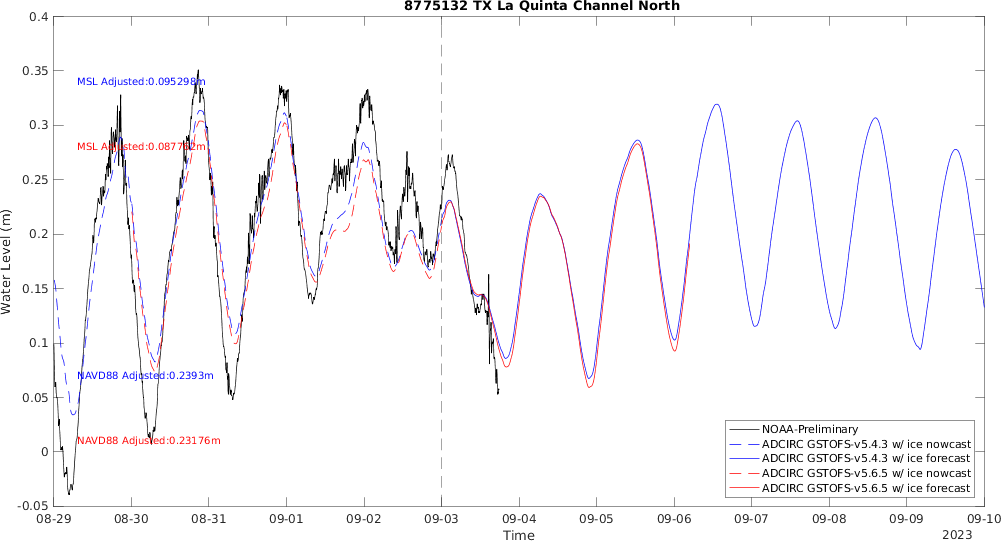 8775132 TX La Quinta Channel North
0.4
0.35
0.3
0.25
0.2
0.15
0.1
0.05
0
-0.05
Water Level (m)
MSL Adjusted:0.095298m
MSL Adjusted:
NAVD88 Adjusted:0.2393m
NAVD88 Adjusted:0.23176m
NOAA-Preliminary
ADCIRC GSTOFS-v5.4.3 w/ ice nowcast
ADCIRC GSTOFS-v5.4.3 w/ ice forecast
ADCIRC GSTOFS-v5.6.5 w/ ice nowcast
ADCIRC GSTOFS-v5.6.5 w/ ice forecast
08-29 08-30 08-31 09-01 09-02 09-03 09-04 09-05 09-06 09-07 09-08 09-09 09-10
Time
2023